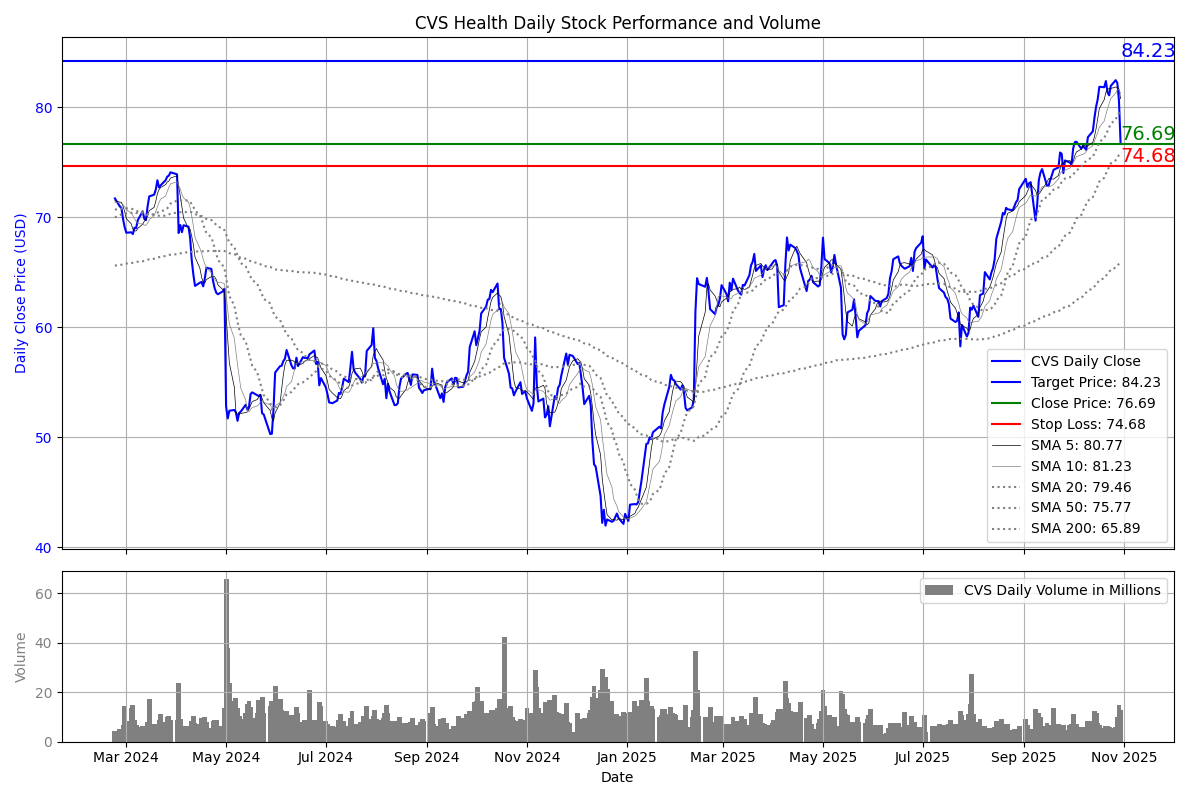 CVS Health Daily Stock Performance and Volume
84.23
80
76.69
74.68
70
Daily Close Price (USD)
60
50
40
CVS Daily Close
Target Price: 84.23
Close Price: 76.69
Stop Loss: 74.68
SMA 5: 80.77
SMA 10: 81.23
SMA 20: 79.46
SMA 50: 75.77
SMA 200: 65.89
CVS Daily Volume in Millions
60
40
Volume
20
0
Mar 2024 May 2024 Jul 2024 Sep 2024 Nov 2024 Jan 2025 Mar 2025 May 2025 Jul 2025 Sep 2025 Nov 2025
Date